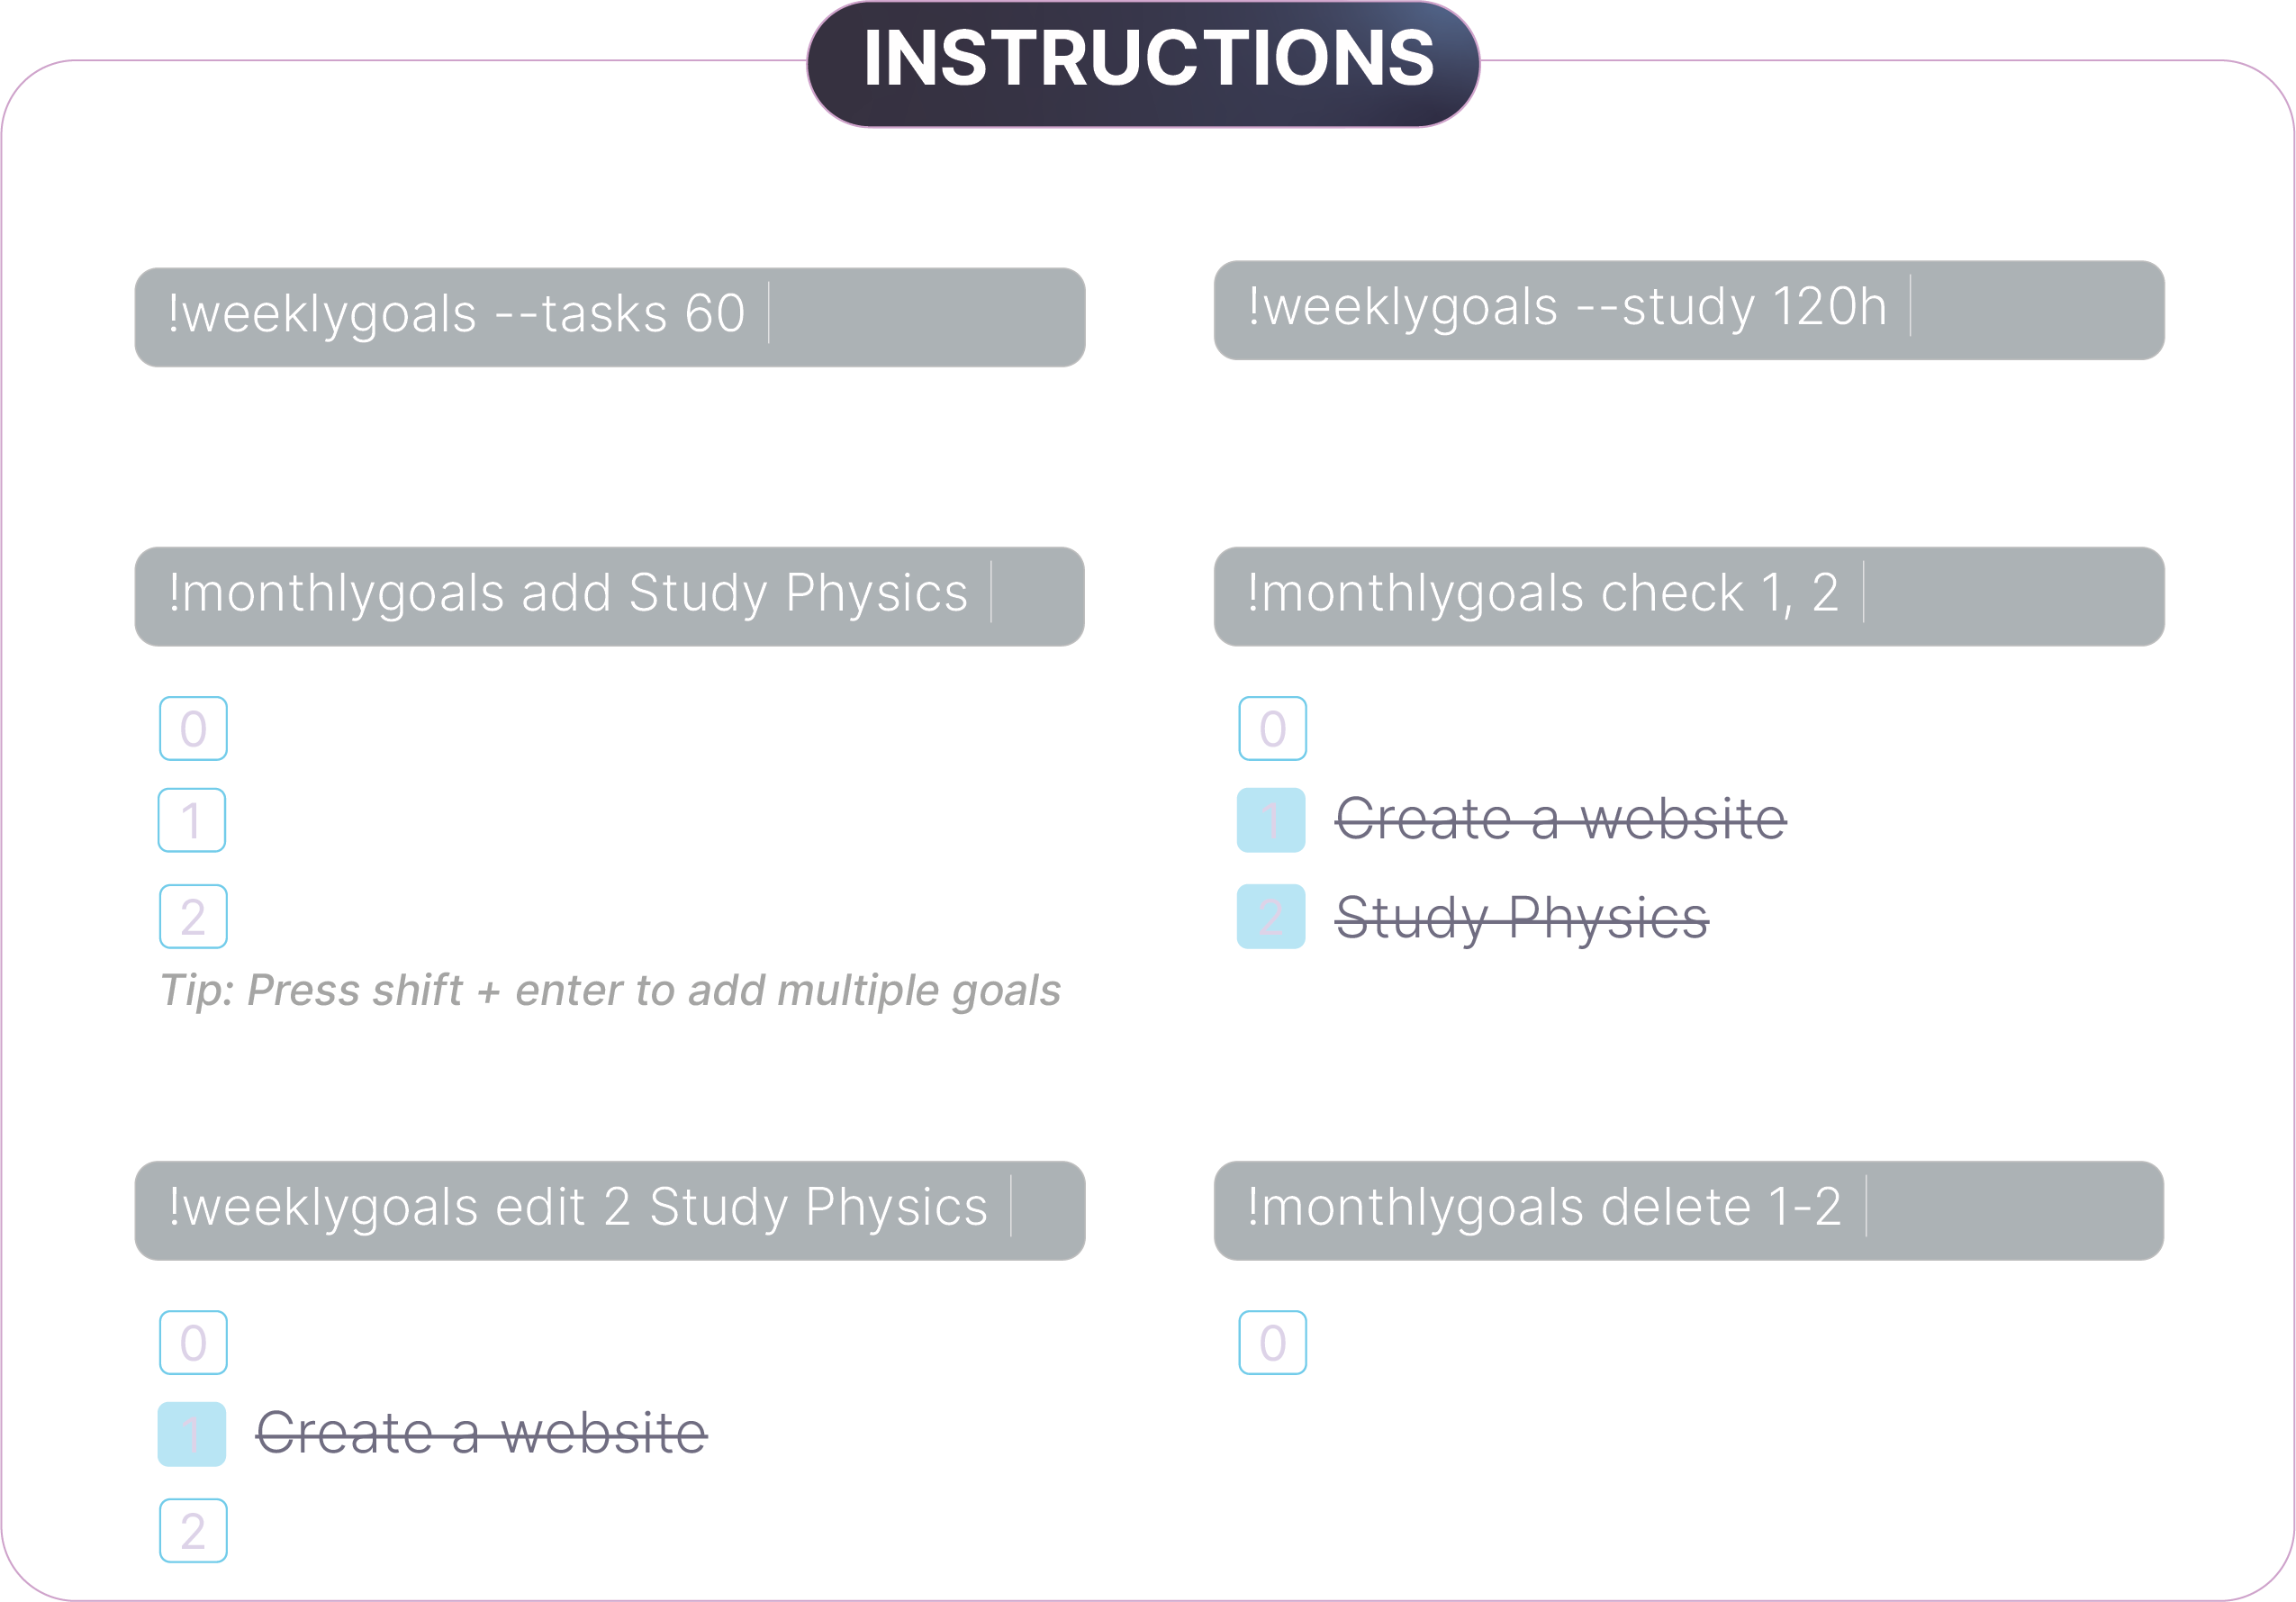 INSTRUCTIONS
!weeklygoals --tasks 60
!weeklygoals --study 120h
!monthlygoals add Study Physics
0
1
2
Tip: Press shift + enter to add multiple goals
!monthlygoals check 1, 2
0
1 Create a website
2 Study Physics
!weeklygoals edit 2 Study Physics
0
1 Create a website
2
!monthlygoals delete 1-2
0